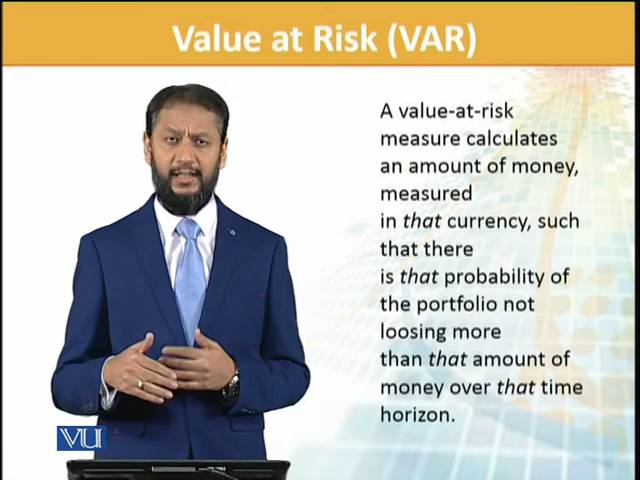 Value at Risk (VAR)
A value-at-risk
measure calculates
an amount of money,
measured
in that currency, such
that there
is that probability of
the portfolio not
loosing more
than that amount of
money over that time
horizon.
VU